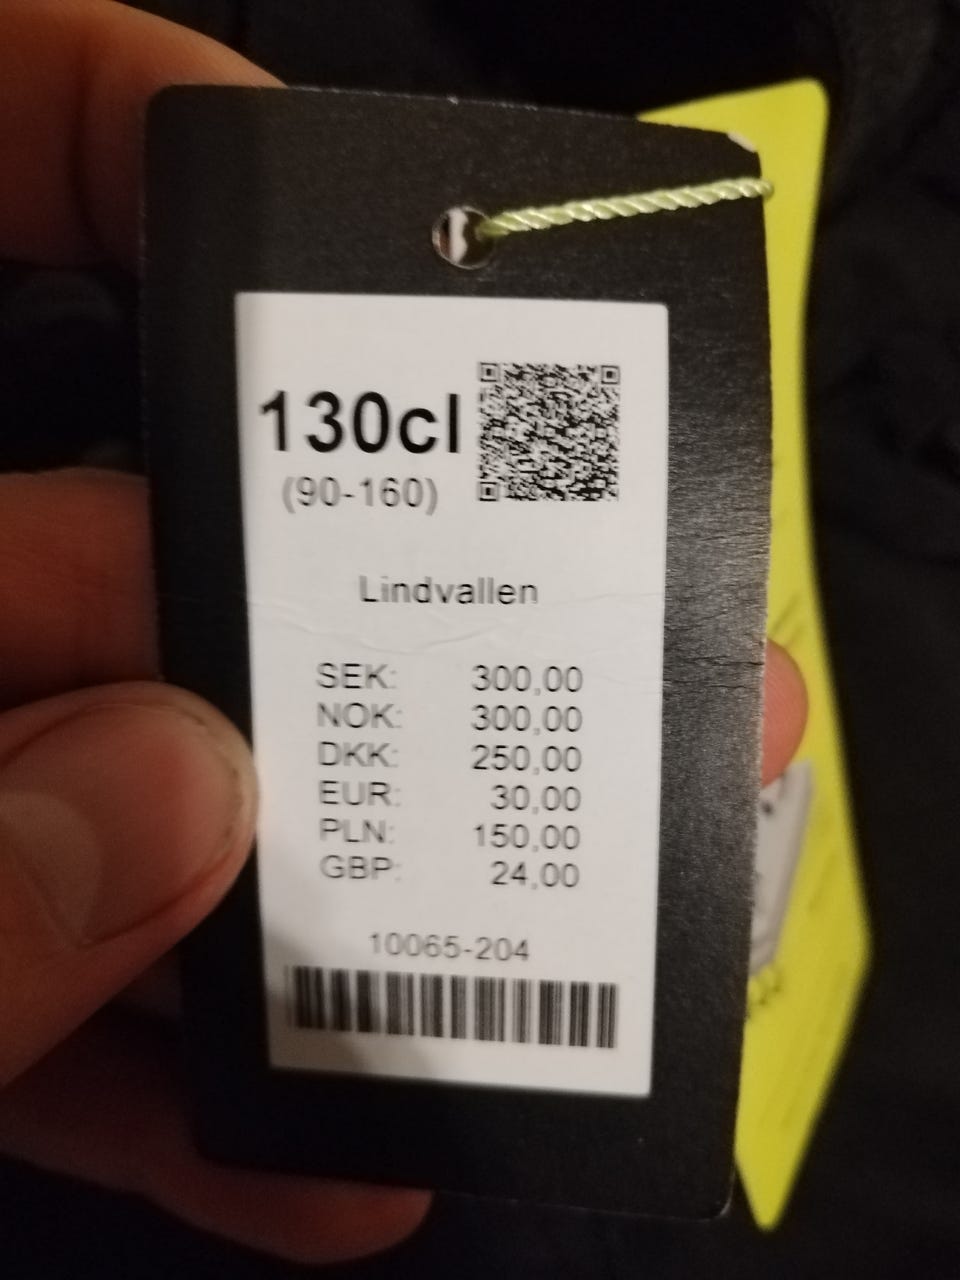 130cl
(90-160)
Lindvallen
SEK: 300,00
NOK: 300,00
DKK: 250,00
EUR: 30,00
PLN: 150,00
GBP: 24,00
10065-204